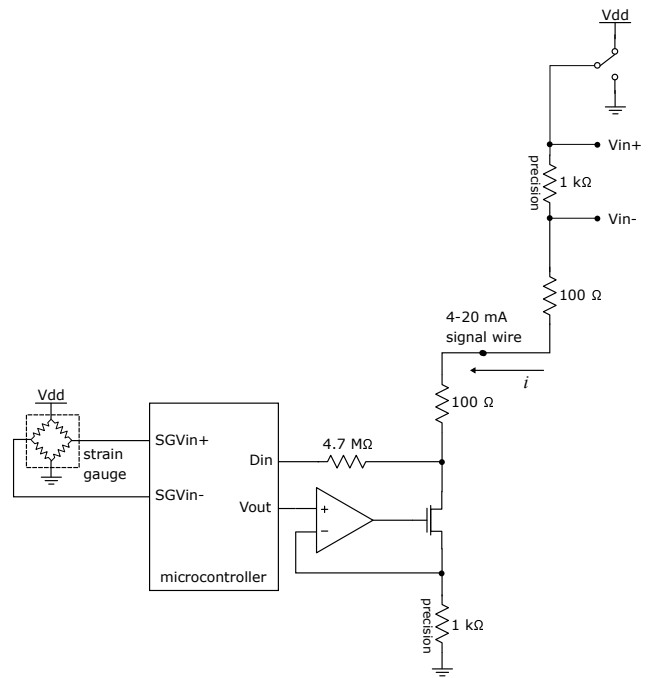 Vdd
Vin+
precision
1 kΩ
Vin-
100 Ω
4-20 mA
signal wire
i
100 Ω
Vdd
strain
gauge
SGVin+
SGVin-
Din
Vout
microcontroller
4.7 MΩ
+
−
precision
1 kΩ